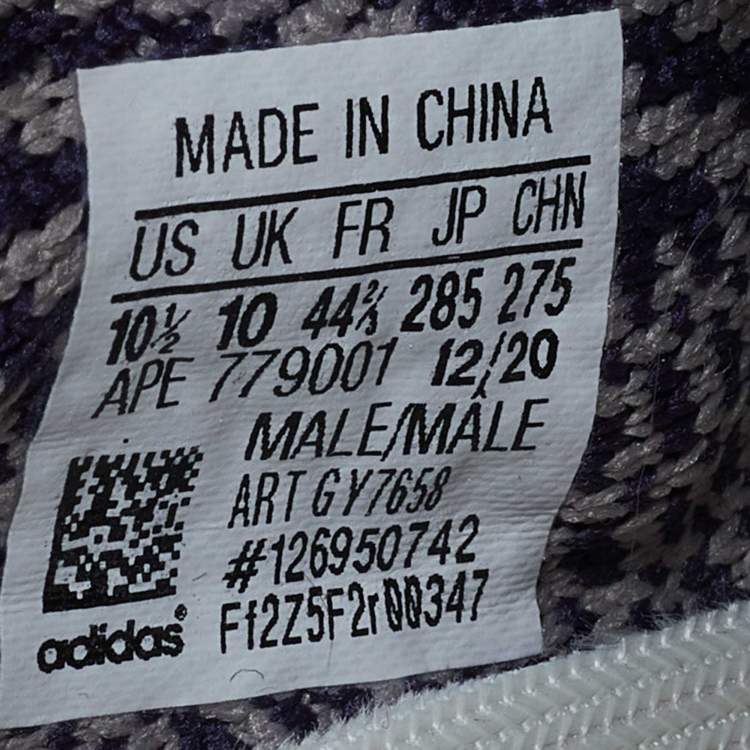 MADE IN CHINA
US UK FR JP CHN
10½ 10 44⅔ 285 275
APE 779001 12/20
MALE/MÂLE
ART GY7658
#126950742
Ff2Z5F2r00347
adidas®